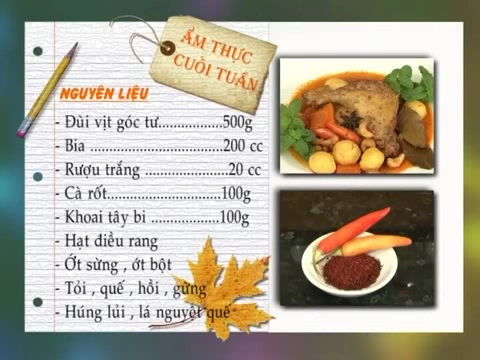 ẨM THỰC
CUỐI TUẦN
NGUYÊN LIỆU
- Đùi vịt góc tư.................500g
- Bia ...................................200 cc
- Rượu trắng ......................20 cc
- Cà rốt..............................100g
- Khoai tây bi ..................100g
- Hạt điều rang
- Ớt sừng , ớt bột
- Tỏi , quế , hồi , gừng
- Húng lủi , lá nguyệt quế